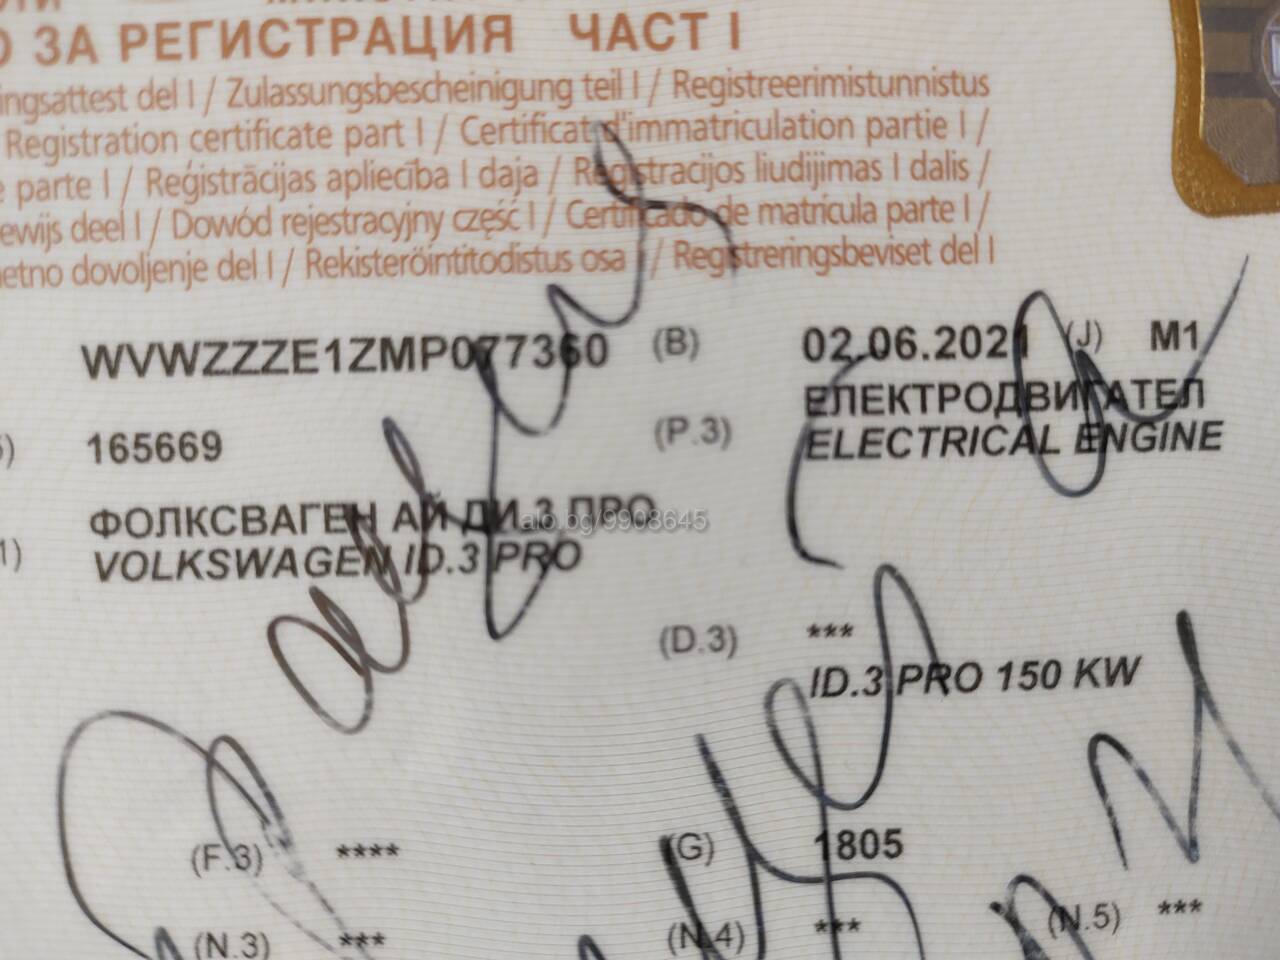 ЗА РЕГИСТРАЦИЯ ЧАСТ I
ingsattest del I / Zulassungsbescheinigung teil I / Registreerimistunnistus
Registration certificate part I / Certificat d'immatriculation partie I /
e parte I / Reģistrācijas apliecība I daja / Registracijos liudijimas I dalis /
ewijs deel I / Dowód rejestracyjny część I / Certificado de matrícula parte I /
etno dovoljenje del I / Rekisteröintitodistus osa I / Registreringsbeviset del I
WVWZZZE1ZMP077360 (B) 02.06.2021 (J) M1
165669 (P.3) ЕЛЕКТРОДВИГАТЕЛ
ELECTRICAL ENGINE
ФОЛКСВАГЕН АЙ ДИ.3 ПРО
VOLKSWAGEN ID.3 PRO
alo.bg/9908645
(D.3) ***
ID.3 PRO 150 KW
(F.3) **** (G) 1805
(N.3) *** (N.4) *** (N.5) ***